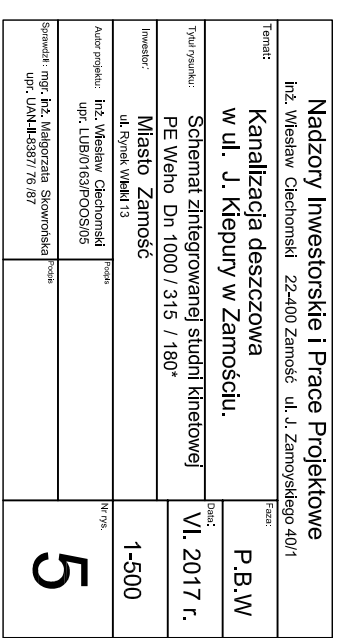 Nadzory Inwestorskie i Prace Projektowe
inż. Wiesław Ciechomski 22-400 Zamość ul. J. Zamoyskiego 40/1
Temat:
Kanalizacja deszczowa
w ul. J. Kiepury w Zamościu.
Faza:
P.B.W
Tytuł rysunku:
Schemat zintegrowanej studni kinetowej
PE Weho Dn 1000 / 315 / 180*
Data:
VI. 2017 r.
Inwestor:
Miasto Zamość
ul. Rynek Wielki 13
1-500
Autor projektu: inż. Wiesław Ciechomski
upr. LUB/0163/POOS/05
Podpis
Nr rys.
5
Sprawdził: mgr. inż. Małgorzata Skowrońska
upr. UAN-II-8387/ 76 /87
Podpis